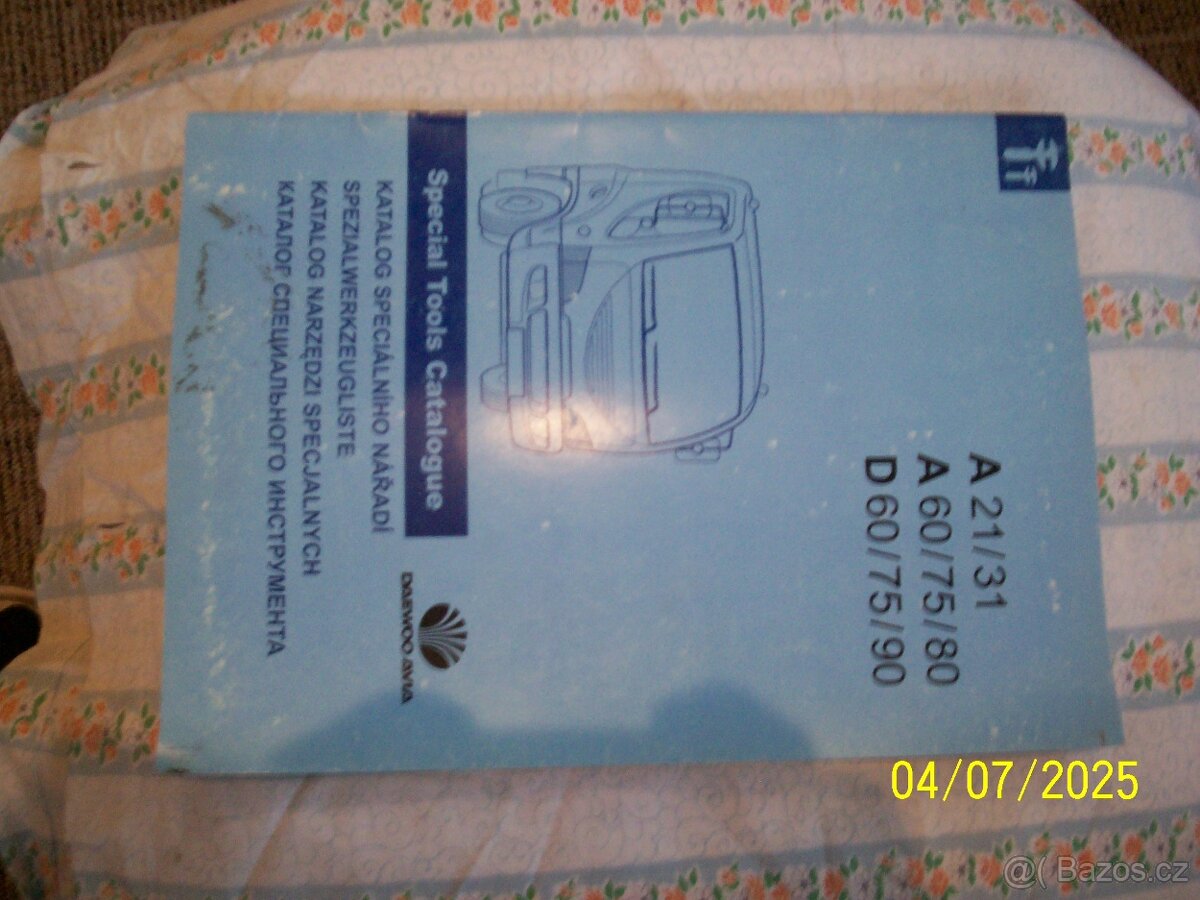 A 21/31
A 60/75/80
D 60/75/90
Special Tools Catalogue
KATALOG SPECIÁLNÍHO NÁŘADÍ
SPEZIALWERKZEUGLISTE
KATALOG NARZĘDZI SPECJALNYCH
КАТАЛОГ СПЕЦИАЛЬНОГО ИНСТРУМЕНТА
DAEWOO AVIA
04/07/2025
@( Bazos.cz